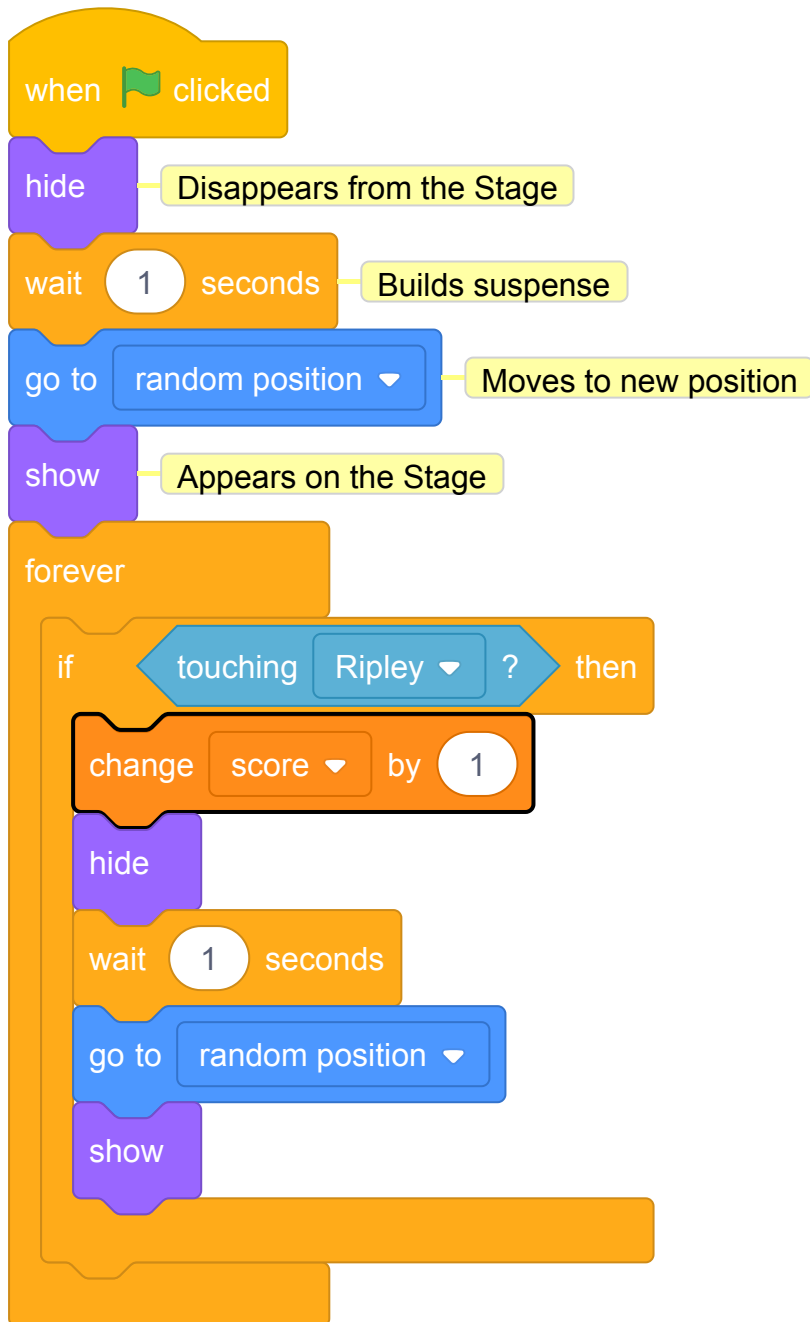 when clicked
hide Disappears from the Stage
wait 1 seconds Builds suspense
go to random position Moves to new position
show Appears on the Stage
forever
if touching Ripley ? then
change score by 1
hide
wait 1 seconds
go to random position
show